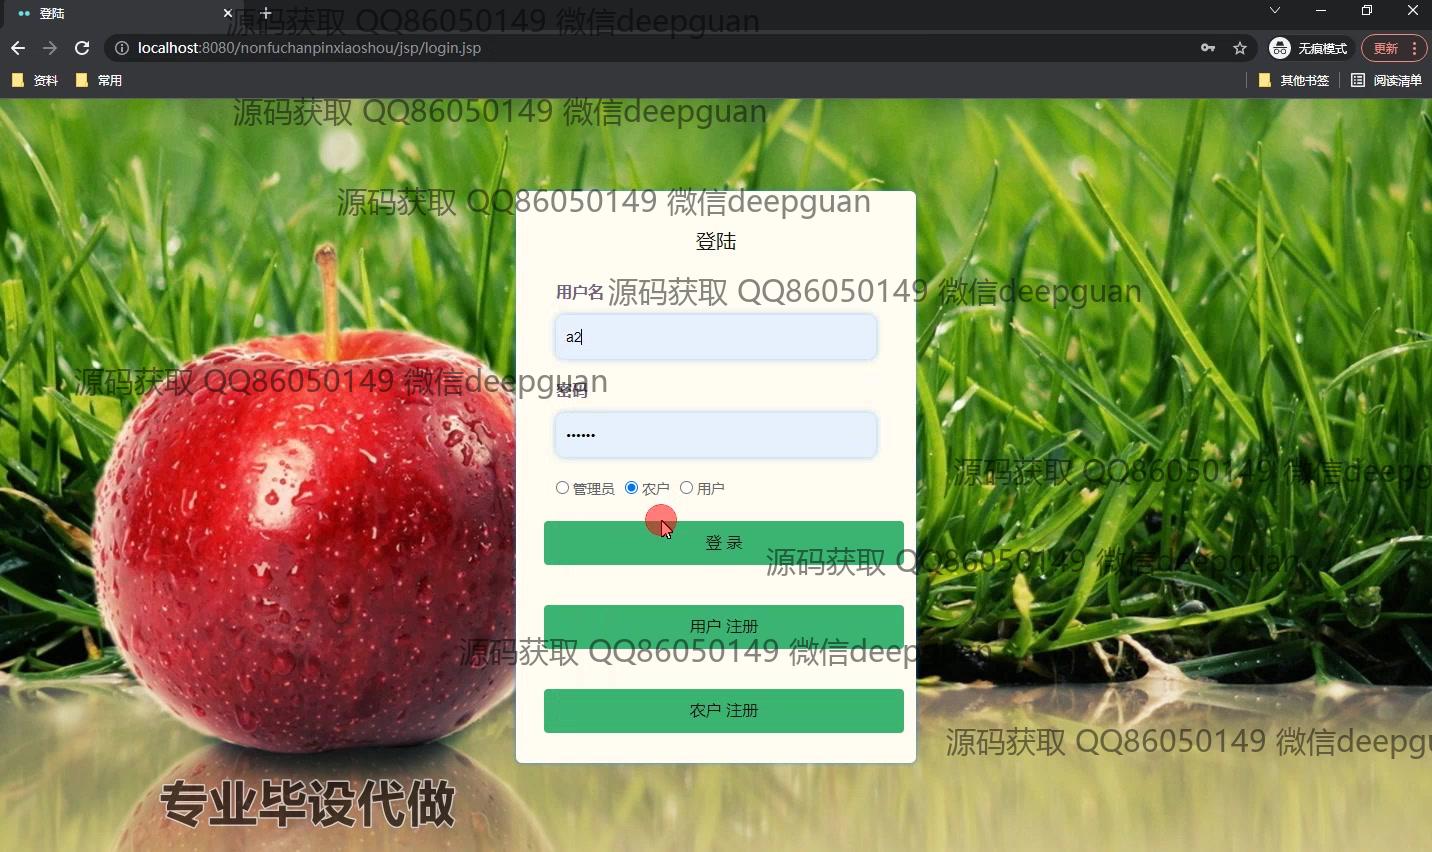 登陆
localhost:8080/nonfuchanpinxiaoshou/jsp/login.jsp
无痕模式
更新
资料
常用
其他书签
阅读清单
源码获取 QQ86050149 微信deepguan
源码获取 QQ86050149 微信deepguan
源码获取 QQ86050149 微信deepguan
登陆
用户名
源码获取 QQ86050149 微信deepguan
a2
源码获取 QQ86050149 微信deepguan
密码
••••••
源码获取 QQ86050149 微信deepg
管理员 农户 用户
登 录
源码获取 QQ86050149 微信deepguan
用户 注册
源码获取 QQ86050149 微信deepguan
农户 注册
源码获取 QQ86050149 微信deepgu
专业毕设代做